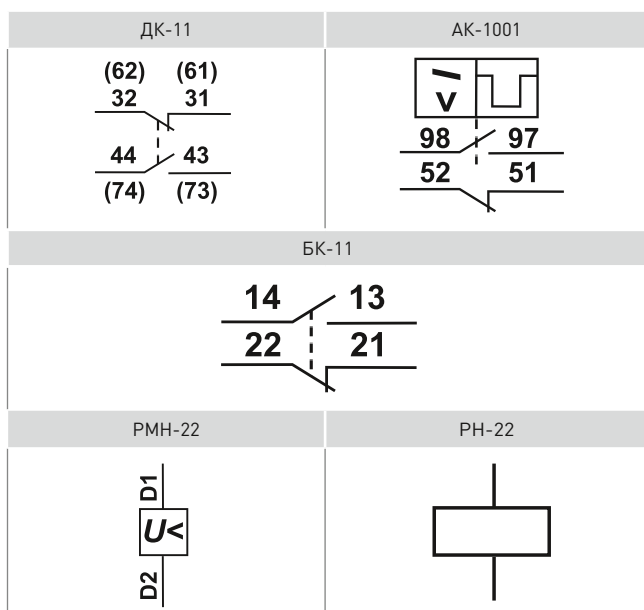 ДК-11
АК-1001
(62) (61)
32 31
44 43
(74) (73)
I
>
98 97
52 51
БК-11
14 13
22 21
РМН-22
РН-22
D1
U<
D2